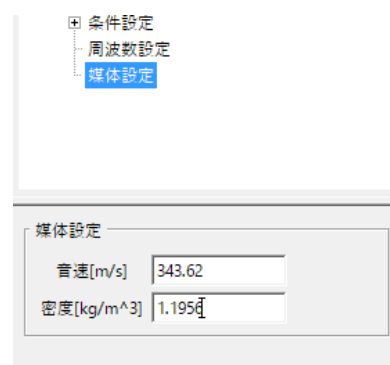 条件設定
周波数設定
媒体設定
媒体設定
音速[m/s] 343.62
密度[kg/m^3] 1.1956